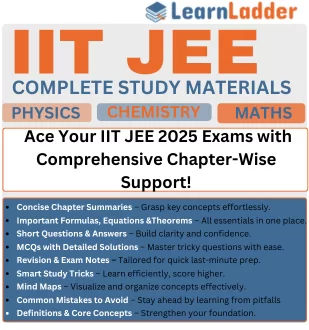 LearnLadder
IIT JEE
COMPLETE STUDY MATERIALS
PHYSICS CHEMISTRY MATHS
Ace Your IIT JEE 2025 Exams with
Comprehensive Chapter-Wise
Support!
• Concise Chapter Summaries – Grasp key concepts effortlessly.
• Important Formulas, Equations &Theorems – All essentials in one place.
• Short Questions & Answers – Build clarity and confidence.
• MCQs with Detailed Solutions – Master tricky questions with ease.
• Revision & Exam Notes – Tailored for quick last-minute prep.
• Smart Study Tricks – Learn efficiently, score higher.
• Mind Maps – Visualize and organize concepts effectively.
• Common Mistakes to Avoid – Stay ahead by learning from pitfalls
• Definitions & Core Concepts – Strengthen your foundation.